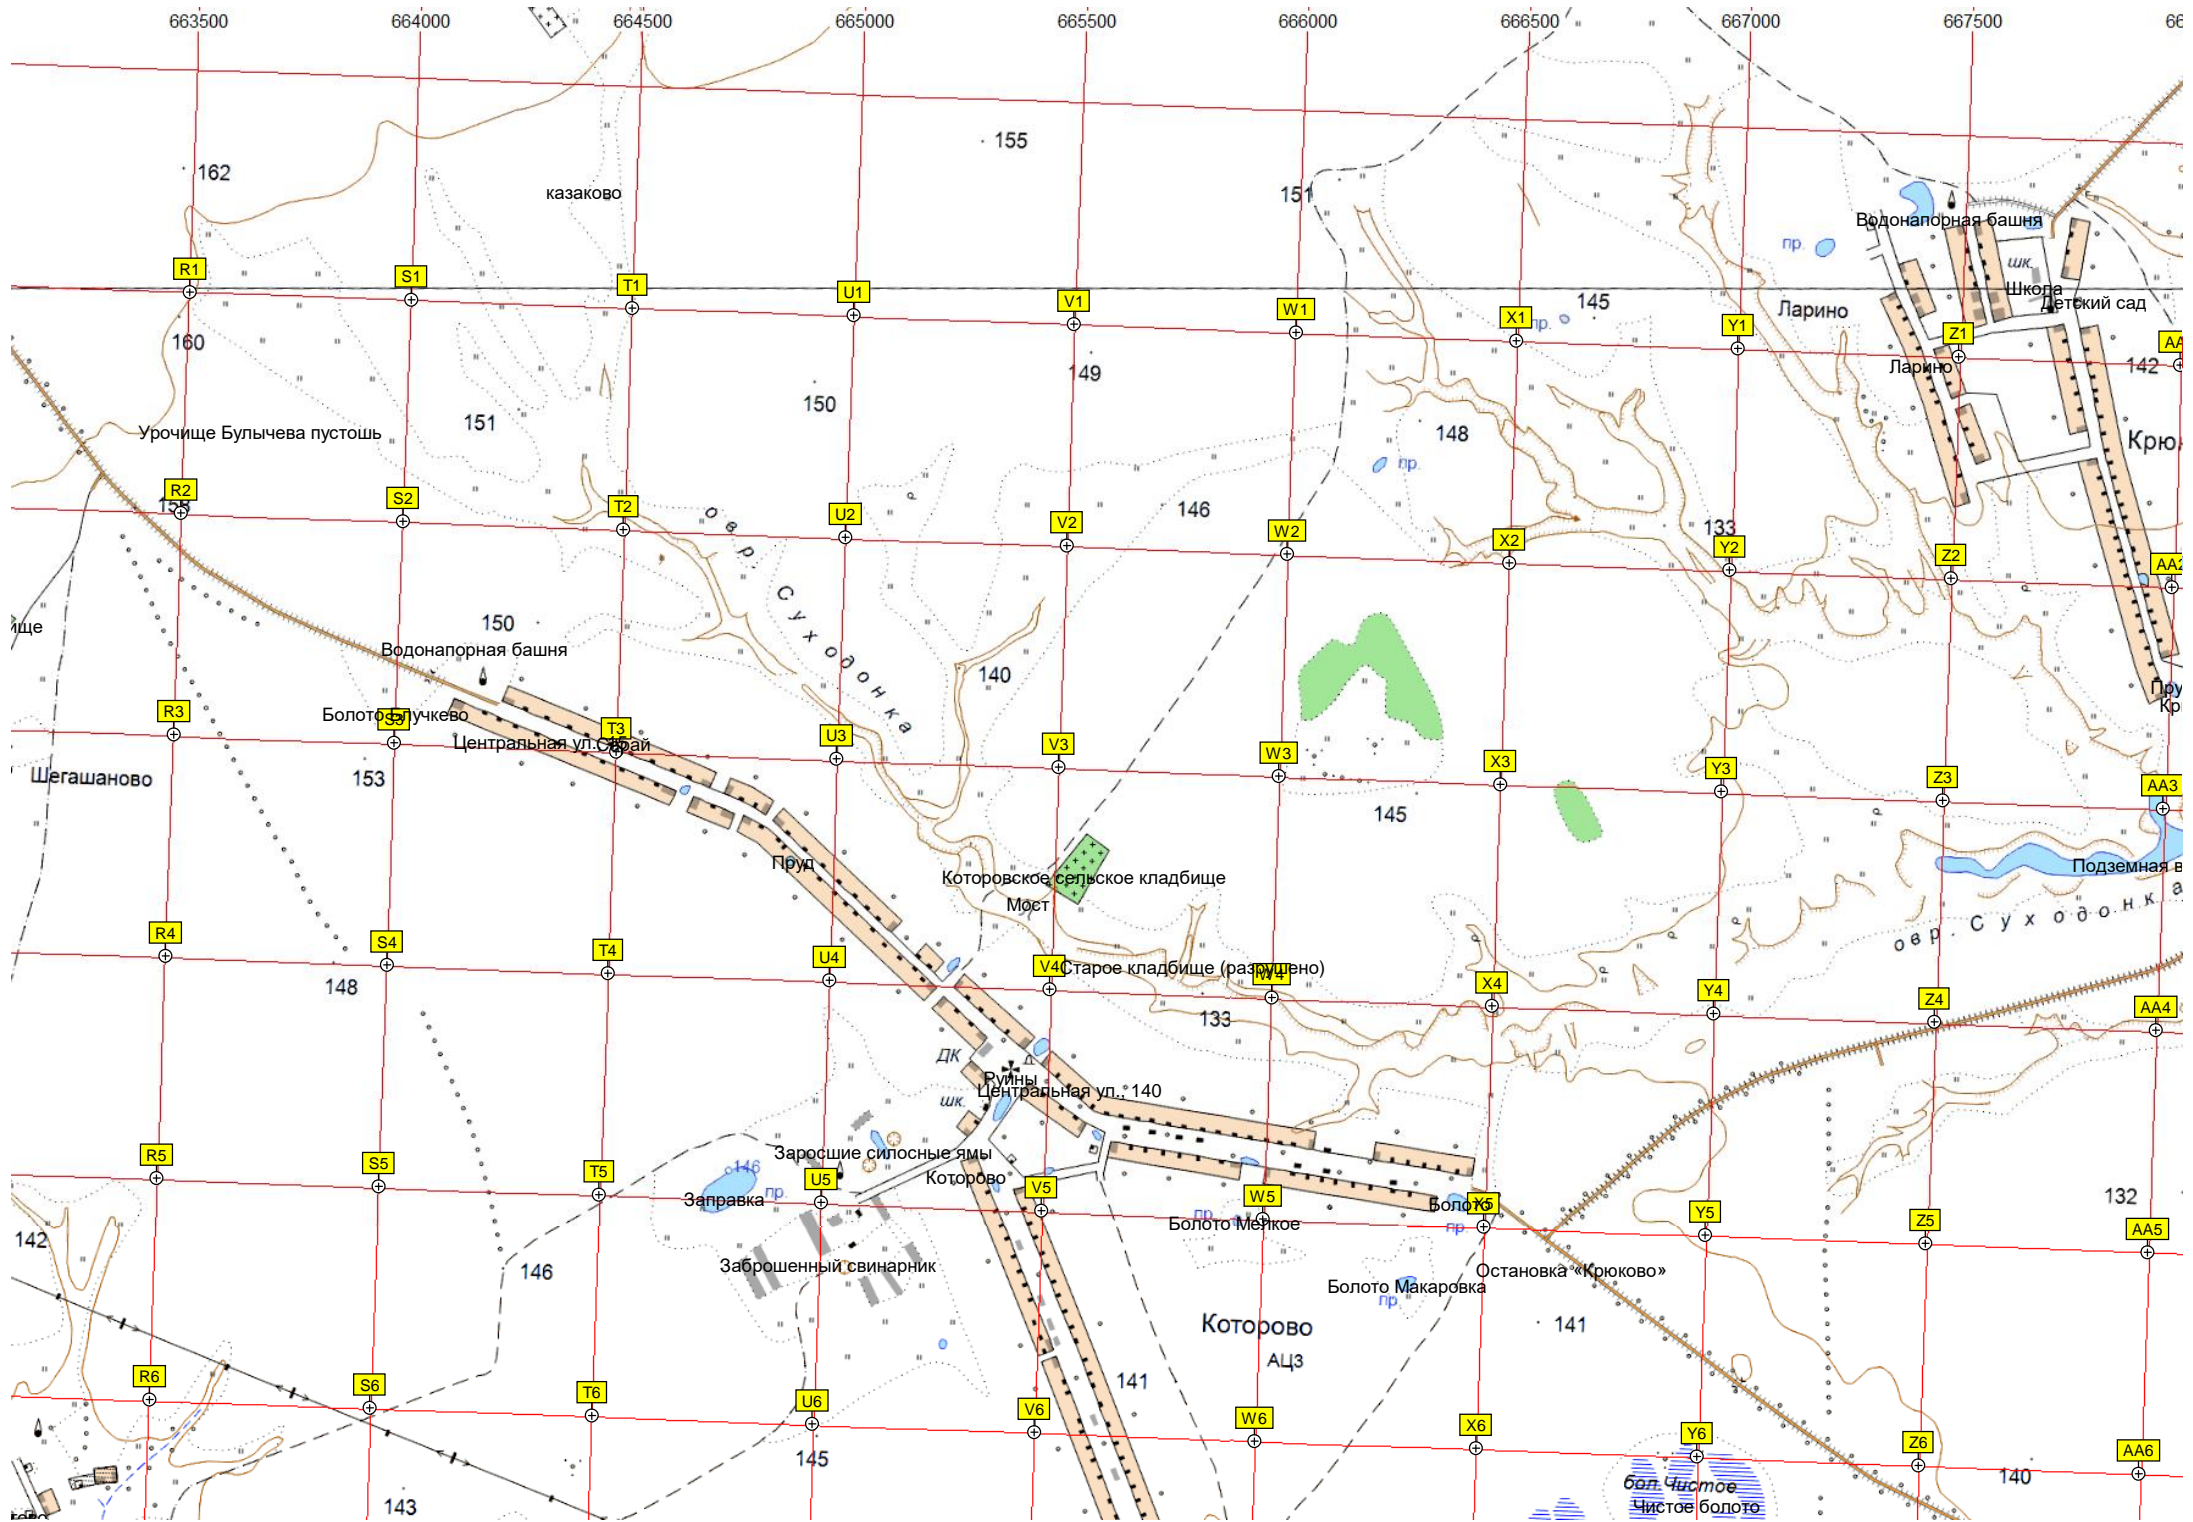 663500 664000 664500 665000 665500 666000 666500 667000 667500
155
162
казаково
151
Водонапорная башня
пр.
шк.
R1 S1 T1 U1 V1 W1 X1 Y1 Z1
Школа
Детский сад
145
Ларино
пр.
160
149
142
Ларино
150
151
148
Урочище Булычева пустошь
Крю
пр.
R2 S2 T2 U2 V2 W2 X2 Y2 Z2 AA2
146
133
овр. Суходонка
150
Водонапорная башня
140
R3 S3 T3 U3 V3 W3 X3 Y3 Z3 AA3
Центральная ул.
Сарай
Шегашаново
153
145
Пруд
Котовское сельское кладбище
Мост
Подземная в
овр. Суходонка
R4 S4 T4 U4 V4 W4 X4 Y4 Z4 AA4
Старое кладбище (разрушено)
148
133
ДК
Руины
Центральная ул., 140
шк.
Заросшие силосные ямы
146
Которово
R5 S5 T5 U5 V5 W5 X5 Y5 Z5 AA5
Заправка
пр.
Болото
132
пр.
Болото Мелкое
пр.
142
146
Заброшенный свинарник
Остановка «Крюково»
Болото Макаровка
пр.
Которово
141
АЦЗ
141
R6 S6 T6 U6 V6 W6 X6 Y6 Z6 AA6
145
140
бол. Чистое
Чистое болото
143